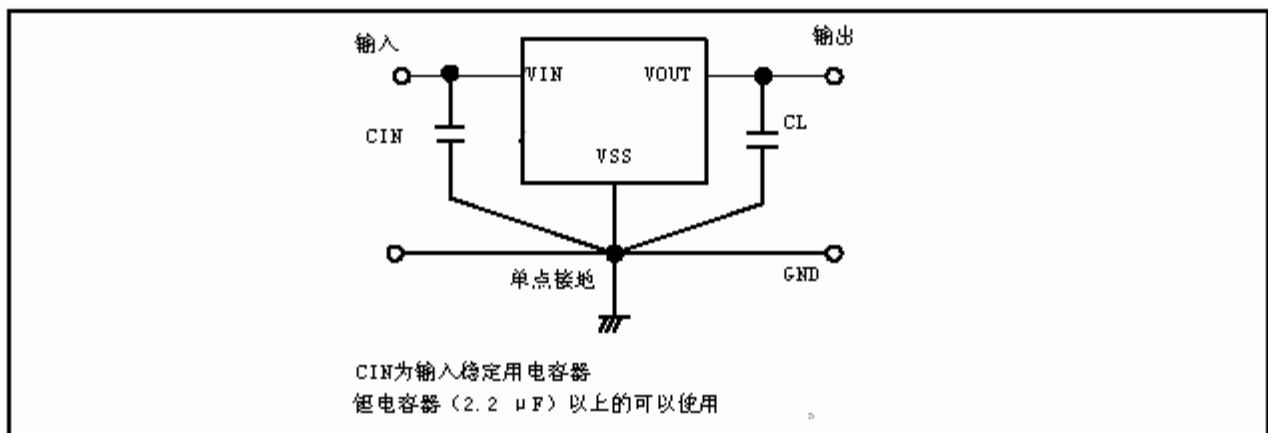 输入
输出
VIN
VOUT
CIN
CL
VSS
单点接地
GND
CIN为输入稳定用电容器
钽电容器（2.2 μF）以上的可以使用